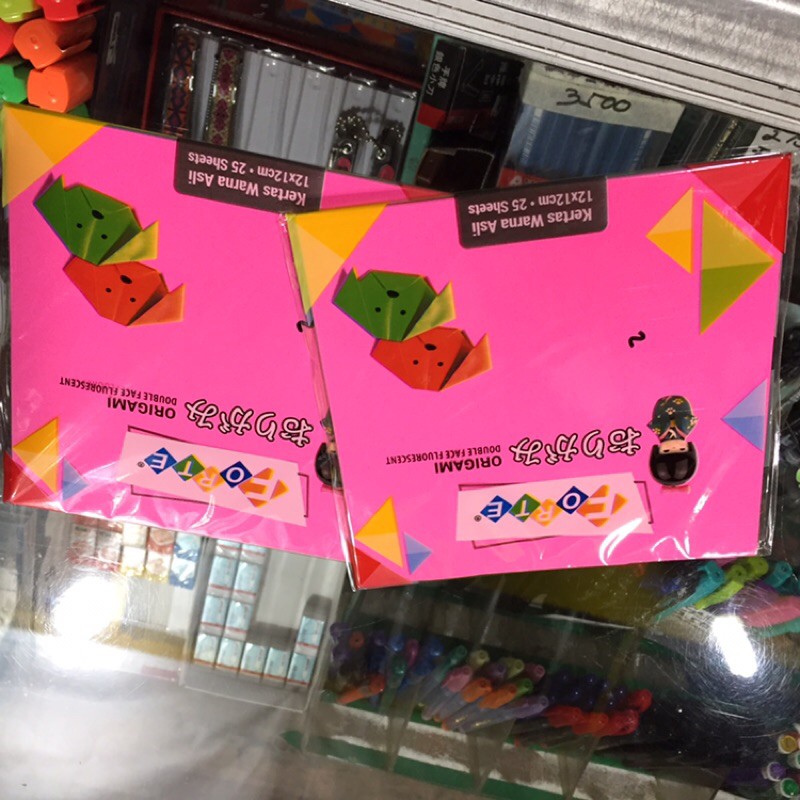 FORTE®
おりがみ
ORIGAMI
DOUBLE FACE FLUORESCENT
~
Kertas Warna Asli
12x12cm • 25 Sheets
FORTE®
おりがみ
ORIGAMI
DOUBLE FACE FLUORESCENT
~
Kertas Warna Asli
12x12cm • 25 Sheets
3500